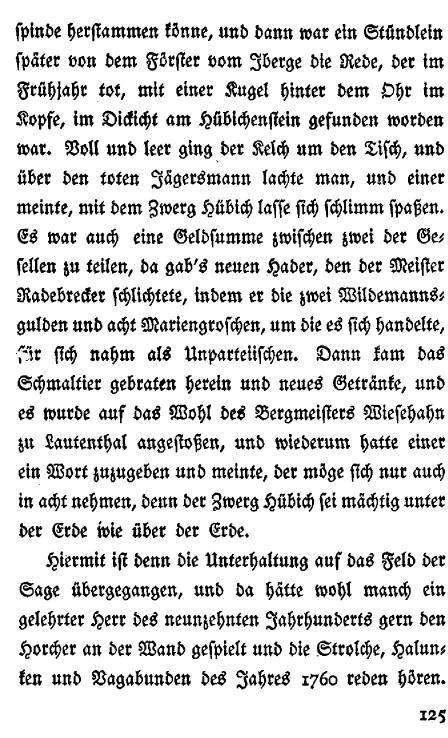 spinde herstammen könne, und dann war ein Stündlein
später von dem Förster vom Iberge die Rede, der im
Frühjahr tot, mit einer Kugel hinter dem Ohr im
Kopfe, im Dickicht am Hübichenstein gefunden worden
war. Voll und leer ging der Kelch um den Tisch, und
über den toten Jägersmann lachte man, und einer
meinte, mit dem Zwerg Hübich lasse sich schlimm spaßen.
Es war auch eine Geldsumme zwischen zwei der Ge-
sellen zu teilen, da gab's neuen Hader, den der Meister
Radebrecker schlichtete, indem er die zwei Wildemanns-
gulden und acht Mariengroschen, um die es sich handelte,
für sich nahm als Unparteiischen. Dann kam das
Schmaltier gebraten herein und neues Getränke, und
es wurde auf das Wohl des Bergmeisters Wiesehahn
zu Lautenthal angestoßen, und wiederum hatte einer
ein Wort zuzugeben und meinte, der möge sich nur auch
in acht nehmen, denn der Zwerg Hübich sei mächtig unter
der Erde wie über der Erde.
Hiermit ist denn die Unterhaltung auf das Feld der
Sage übergegangen, und da hätte wohl manch ein
gelehrter Herr des neunzehnten Jahrhunderts gern den
Horcher an der Wand gespielt und die Strolche, Halun-
ken und Vagabunden des Jahres 1760 reden hören.
125